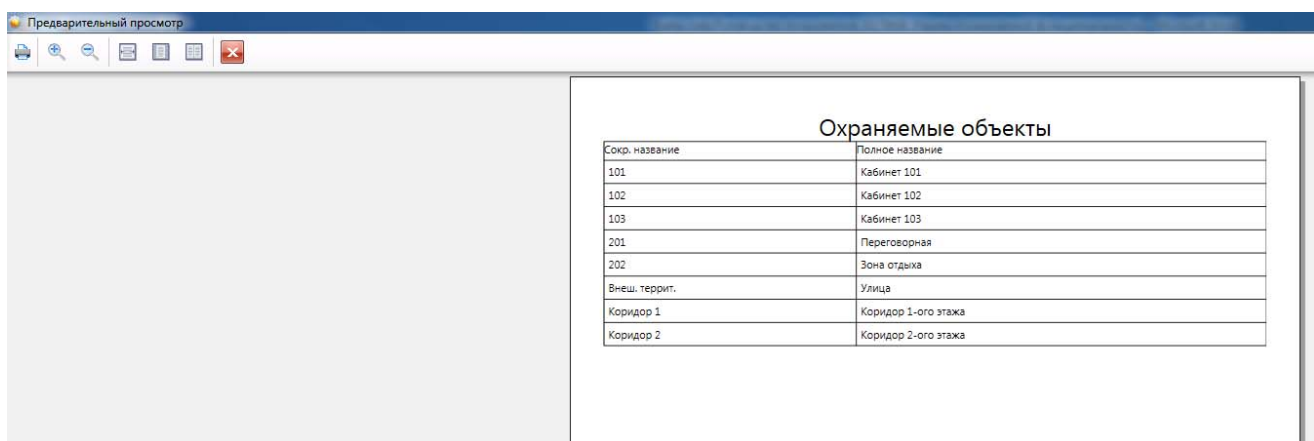 Предварительный просмотр
Охраняемые объекты
Сокр. название Полное название
101 Кабинет 101
102 Кабинет 102
103 Кабинет 103
201 Переговорная
202 Зона отдыха
Внеш. террит. Улица
Коридор 1 Коридор 1-ого этажа
Коридор 2 Коридор 2-ого этажа